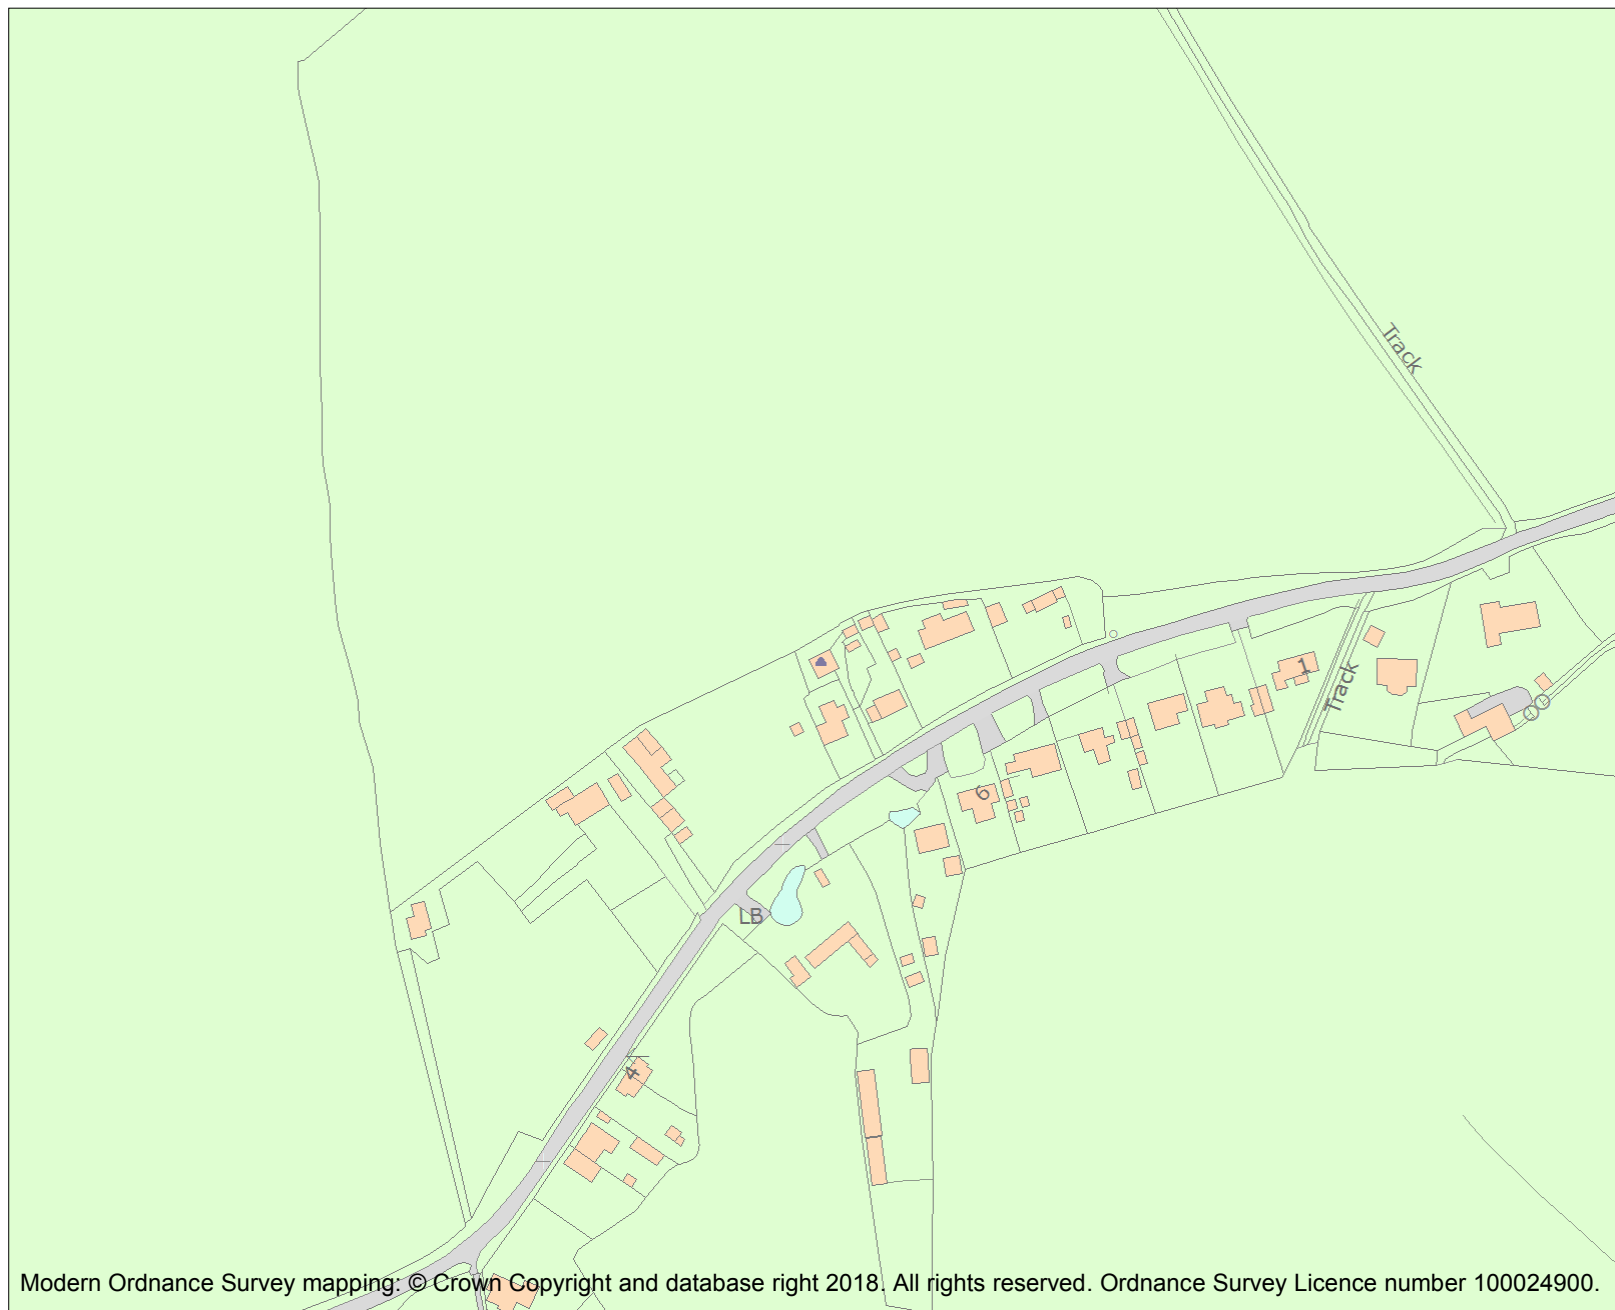 Track
1
Track
6
LB
4
Modern Ordnance Survey mapping: © Crown Copyright and database right 2018. All rights reserved. Ordnance Survey Licence number 100024900.